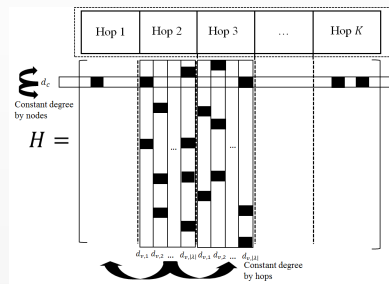 Hop 1 Hop 2 Hop 3 ... Hop K
d_c
Constant degree
by nodes
H =
... ...
d_{v,1} d_{v,2} ... d_{v,|λ|} d_{v,1} d_{v,2} ... d_{v,|λ|}
Constant degree
by hops